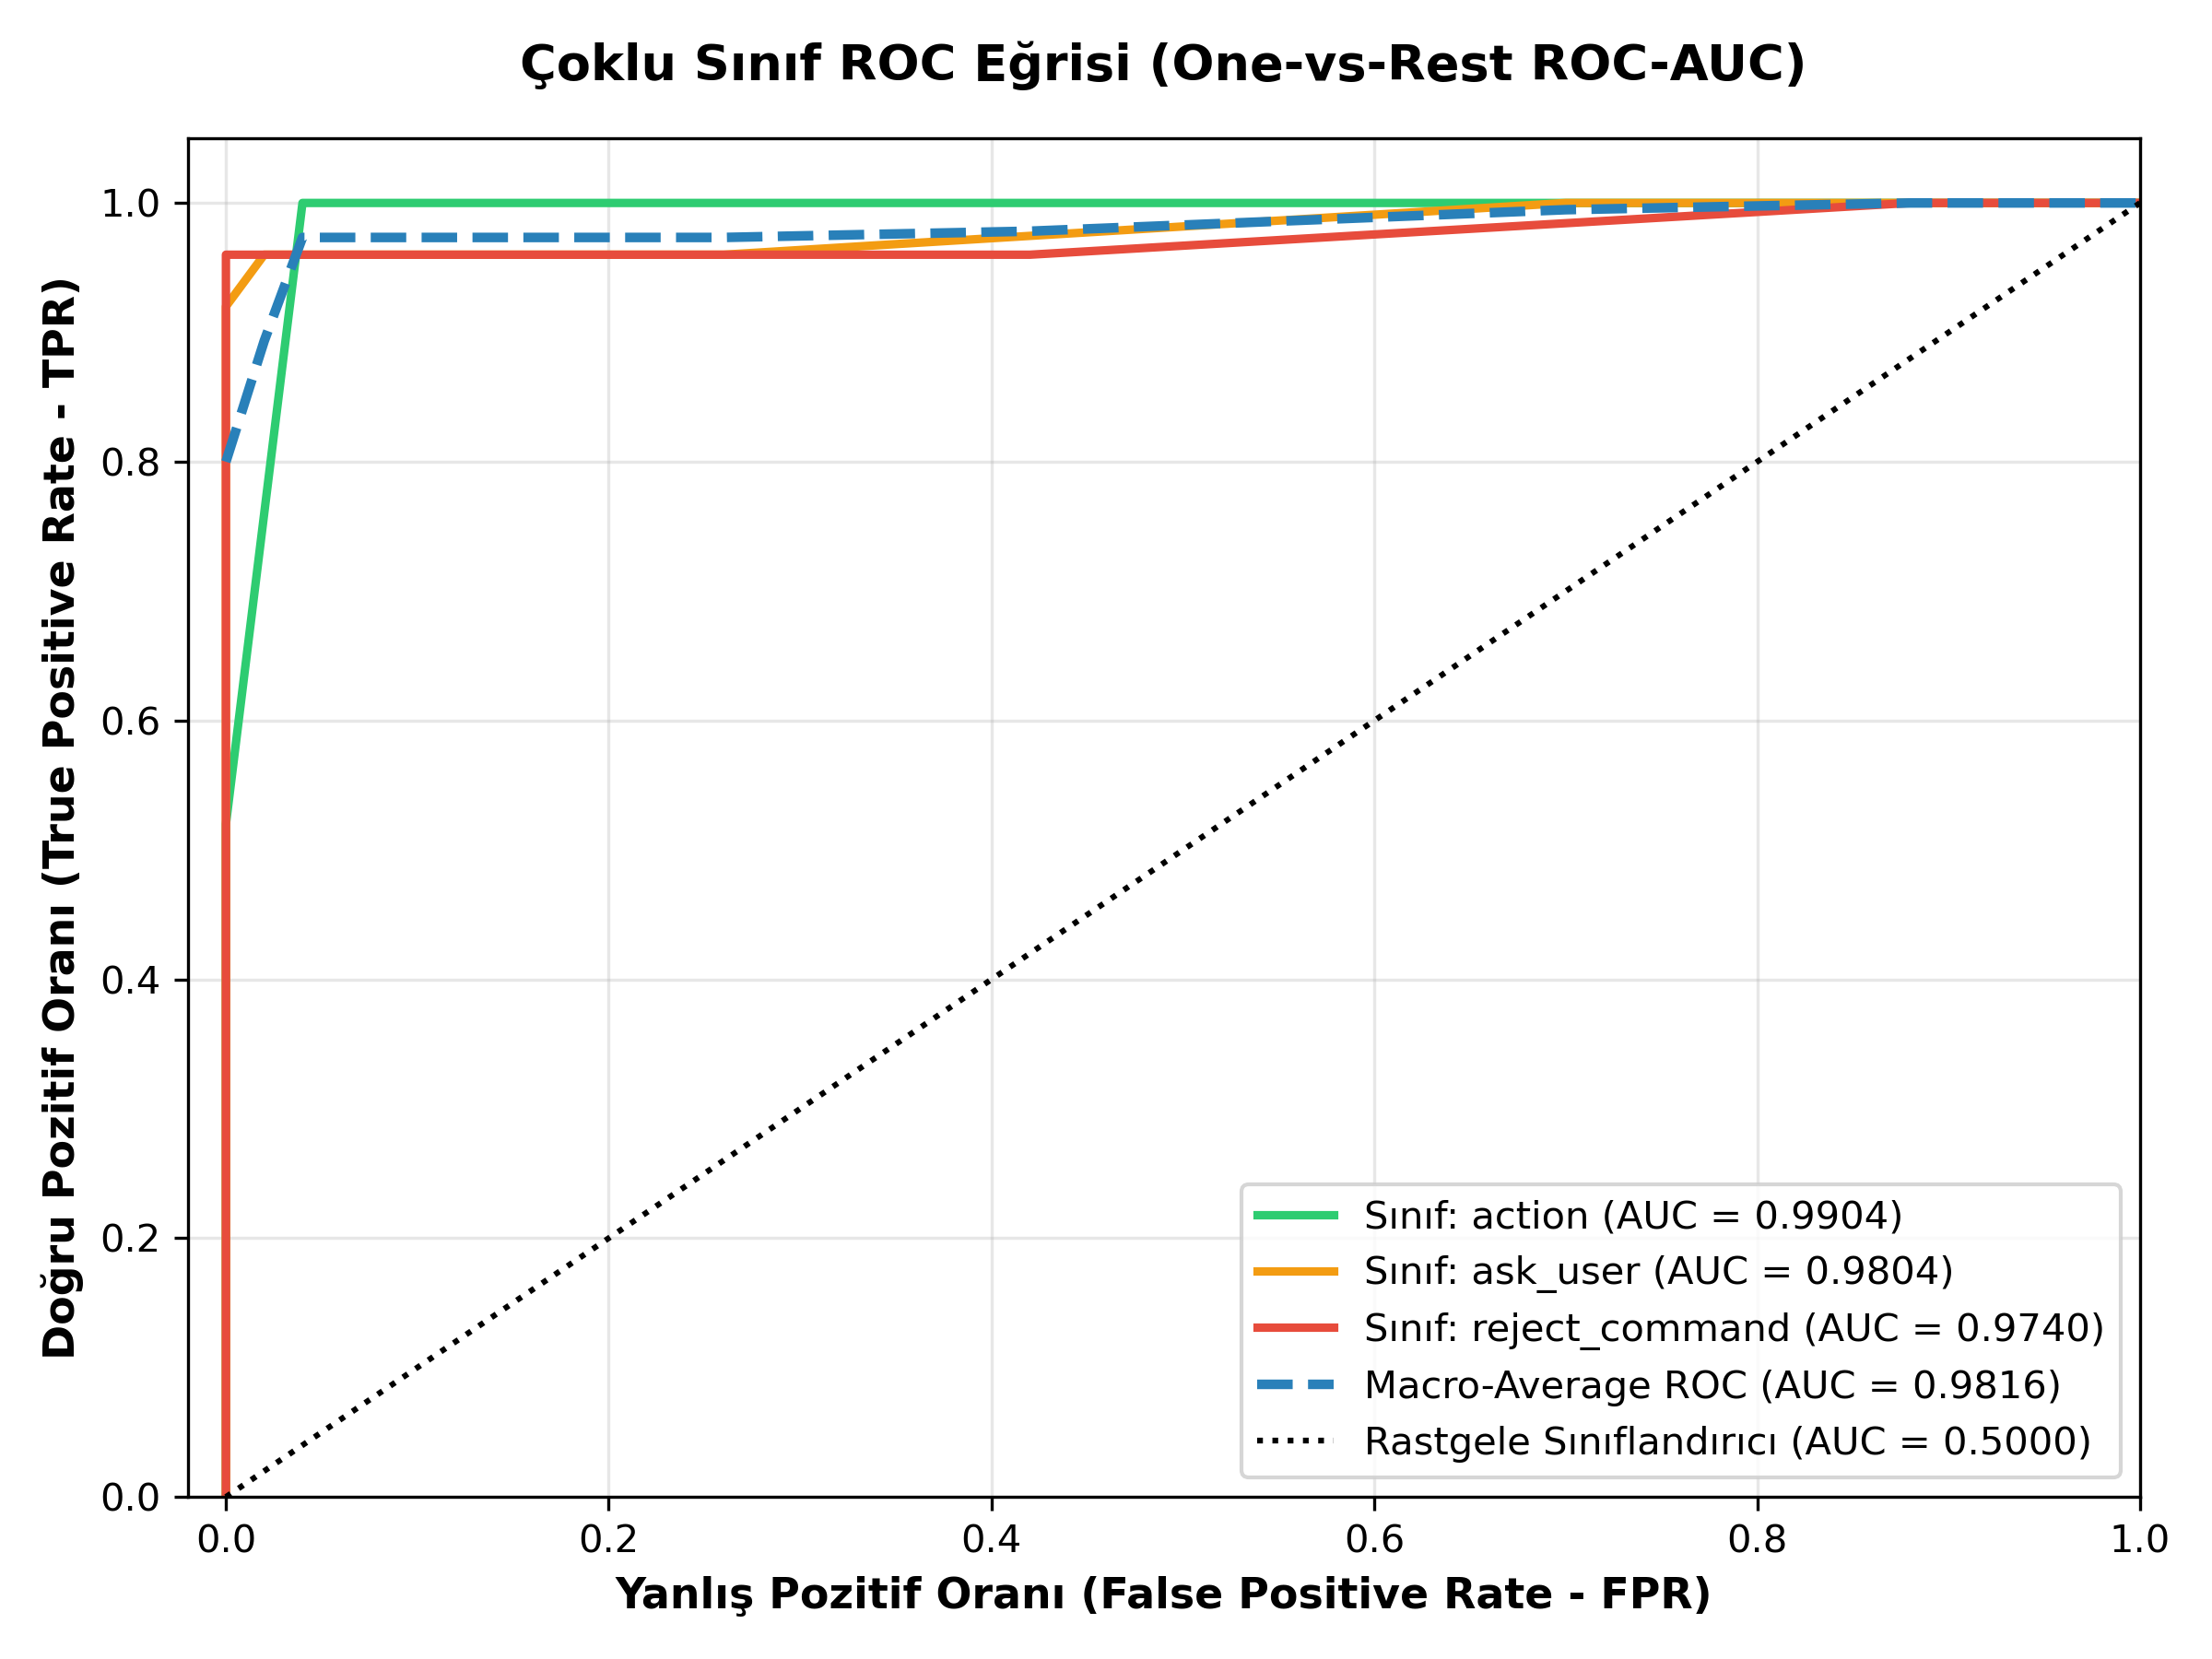 Çoklu Sınıf ROC Eğrisi (One-vs-Rest ROC-AUC)
Doğru Pozitif Oranı (True Positive Rate - TPR)
1.0
0.8
0.6
0.4
0.2
0.0
0.0
0.2
0.4
0.6
0.8
1.0
Yanlış Pozitif Oranı (False Positive Rate - FPR)
Sınıf: action (AUC = 0.9904)
Sınıf: ask_user (AUC = 0.9804)
Sınıf: reject_command (AUC = 0.9740)
Macro-Average ROC (AUC = 0.9816)
Rastgele Sınıflandırıcı (AUC = 0.5000)